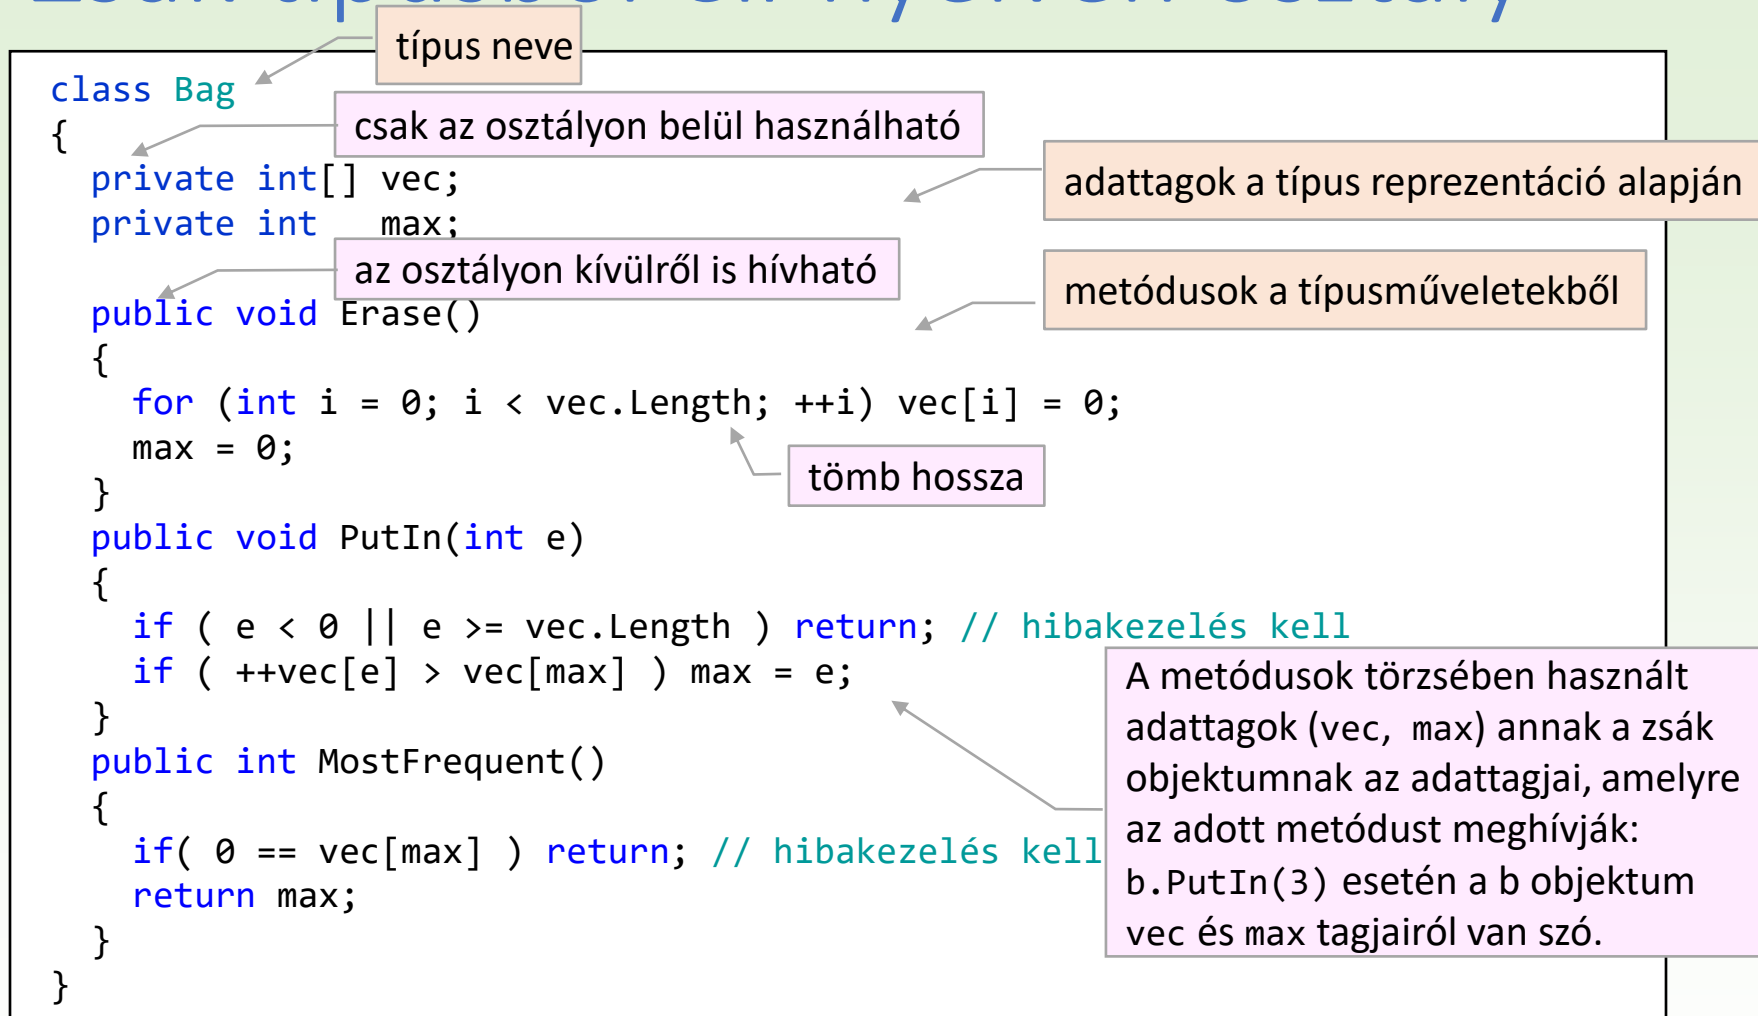 típus neve
class Bag
{
csak az osztályon belül használható
private int[] vec;
adattagok a típus reprezentáció alapján
private int max;
az osztályon kívülről is hívható
metódusok a típusműveletekből
public void Erase()
{
for (int i = 0; i < vec.Length; ++i) vec[i] = 0;
max = 0;
tömb hossza
}
public void PutIn(int e)
{
if ( e < 0 || e >= vec.Length ) return; // hibakezelés kell
if ( ++vec[e] > vec[max] ) max = e;
}
public int MostFrequent()
{
if( 0 == vec[max] ) return; // hibakezelés kell
return max;
}
}
A metódusok törzsében használt
adattagok (vec, max) annak a zsák
objektumnak az adattagjai, amelyre
az adott metódust meghívják:
b.PutIn(3) esetén a b objektum
vec és max tagjairól van szó.